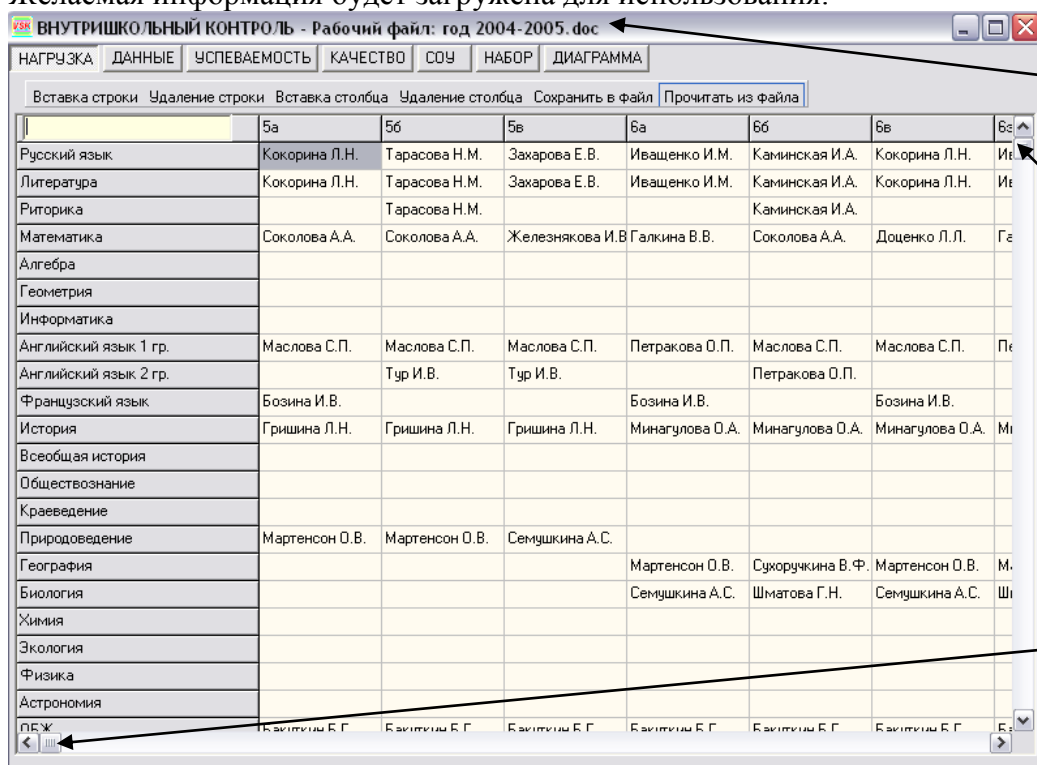 Желаемая информация будет загружена для использования.
VSK ВНУТРИШКОЛЬНЫЙ КОНТРОЛЬ - Рабочий файл: год 2004-2005.doc
НАГРУЗКА ДАННЫЕ УСПЕВАЕМОСТЬ КАЧЕСТВО СОУ НАБОР ДИАГРАММА
Вставка строки Удаление строки Вставка столбца Удаление столбца Сохранить в файл Прочитать из файла
5а 5б 5в 6а 6б 6в
Русский язык Кокорина Л.Н. Тарасова Н.М. Захарова Е.В. Иващенко И.М. Каминская И.А. Кокорина Л.Н.
Литература Кокорина Л.Н. Тарасова Н.М. Захарова Е.В. Иващенко И.М. Каминская И.А. Кокорина Л.Н.
Риторика Тарасова Н.М. Каминская И.А.
Математика Соколова А.А. Соколова А.А. Железнякова И.В Галкина В.В. Соколова А.А. Доценко Л.Л.
Алгебра
Геометрия
Информатика
Английский язык 1 гр. Маслова С.П. Маслова С.П. Маслова С.П. Петракова О.П. Маслова С.П. Маслова С.П.
Английский язык 2 гр. Тур И.В. Тур И.В. Петракова О.П.
Французский язык Бозина И.В. Бозина И.В. Бозина И.В.
История Гришина Л.Н. Гришина Л.Н. Гришина Л.Н. Минагулова О.А. Минагулова О.А. Минагулова О.А.
Всеобщая история
Обществознание
Краеведение
Природоведение Мартенсон О.В. Мартенсон О.В. Семушкина А.С.
География Мартенсон О.В. Сухоручкина В.Ф. Мартенсон О.В.
Биология Семушкина А.С. Шматова Г.Н. Семушкина А.С.
Химия
Экология
Физика
Астрономия
ОБЖ